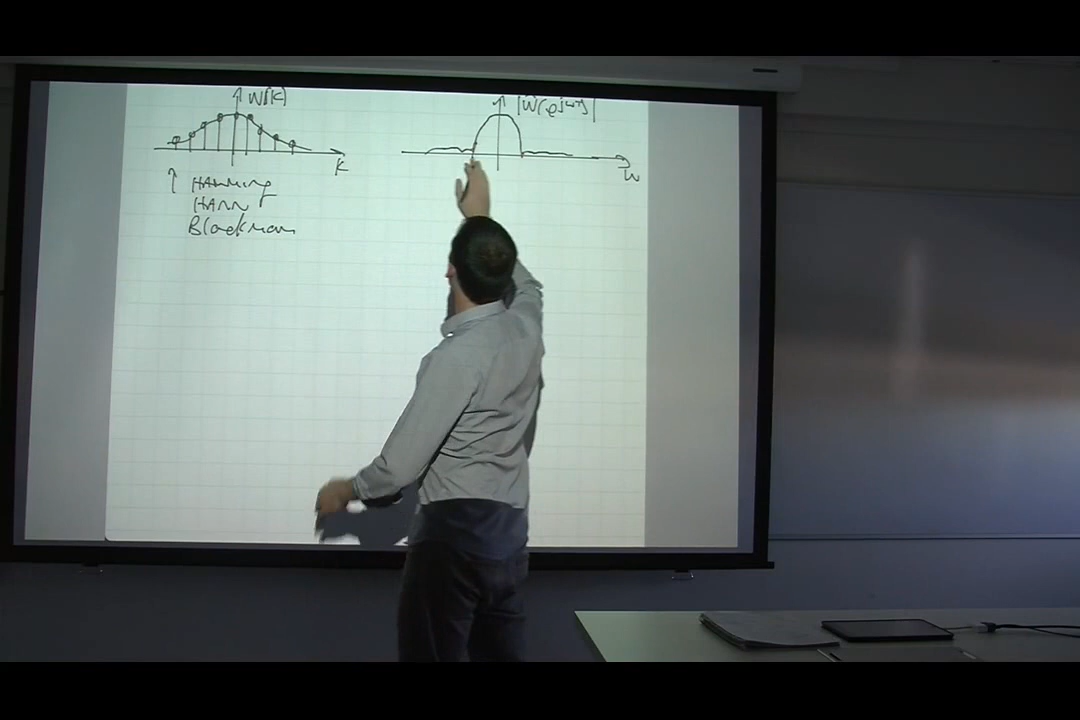 W[k]
|W(e^{jω})|
K
ω
HAMMING
HANN
Blackman